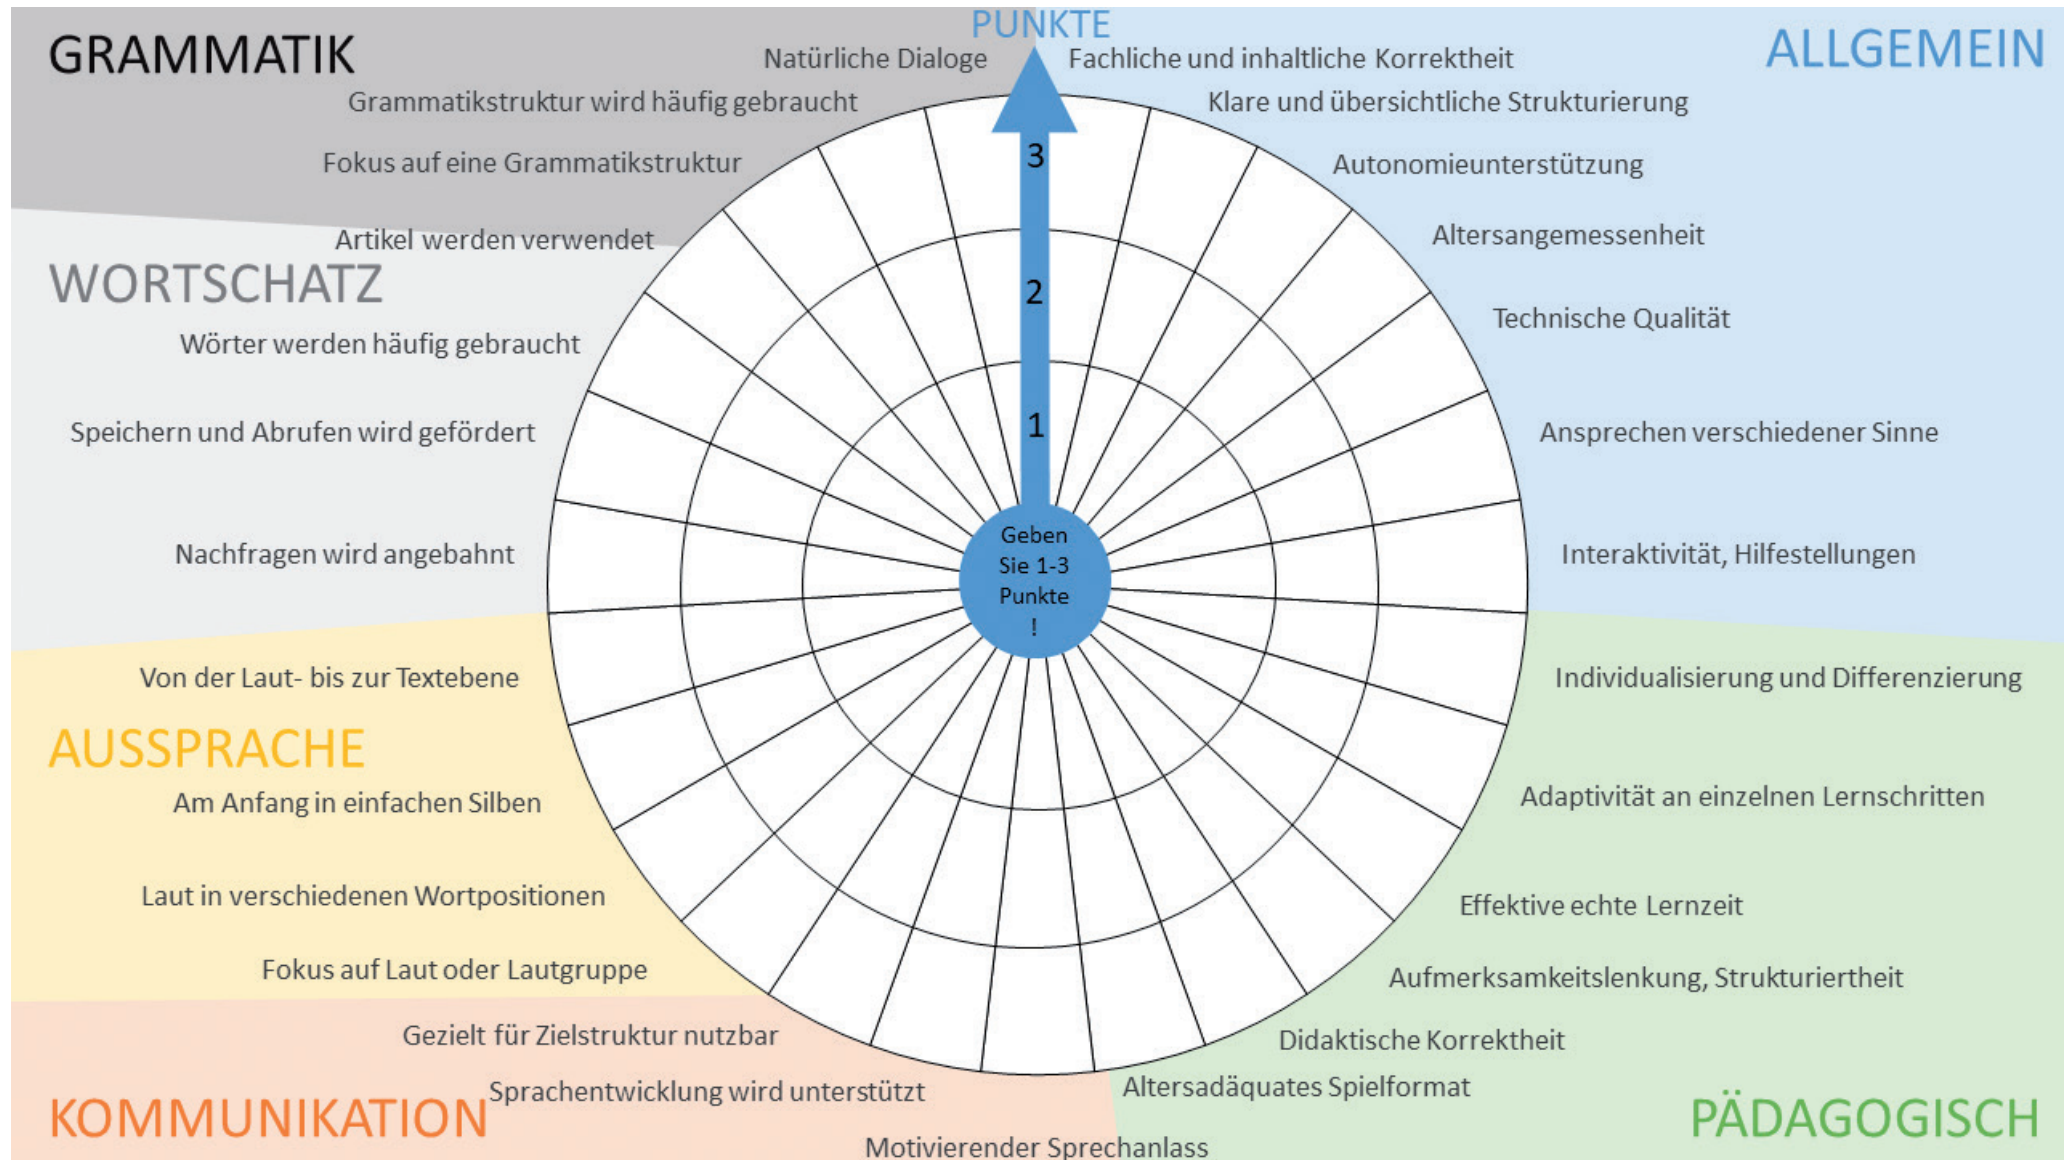 PUNKTE
GRAMMATIK
Natürliche Dialoge
Grammatikstruktur wird häufig gebraucht
Fokus auf eine Grammatikstruktur
WORTSCHATZ
Artikel werden verwendet
Wörter werden häufig gebraucht
Speichern und Abrufen wird gefördert
Nachfragen wird angebahnt
AUSSPRACHE
Von der Laut- bis zur Textebene
Am Anfang in einfachen Silben
Laut in verschiedenen Wortpositionen
Fokus auf Laut oder Lautgruppe
KOMMUNIKATION
Gezielt für Zielstruktur nutzbar
Sprachentwicklung wird unterstützt
Motivierender Sprechanlass
3
2
1
Geben
Sie 1-3
Punkte
!
ALLGEMEIN
Fachliche und inhaltliche Korrektheit
Klare und übersichtliche Strukturierung
Autonomieunterstützung
Altersangemessenheit
Technische Qualität
Ansprechen verschiedener Sinne
Interaktivität, Hilfestellungen
Individualisierung und Differenzierung
Adaptivität an einzelnen Lernschritten
Effektive echte Lernzeit
Aufmerksamkeitslenkung, Strukturiertheit
Didaktische Korrektheit
Altersadäquates Spielformat
PÄDAGOGISCH